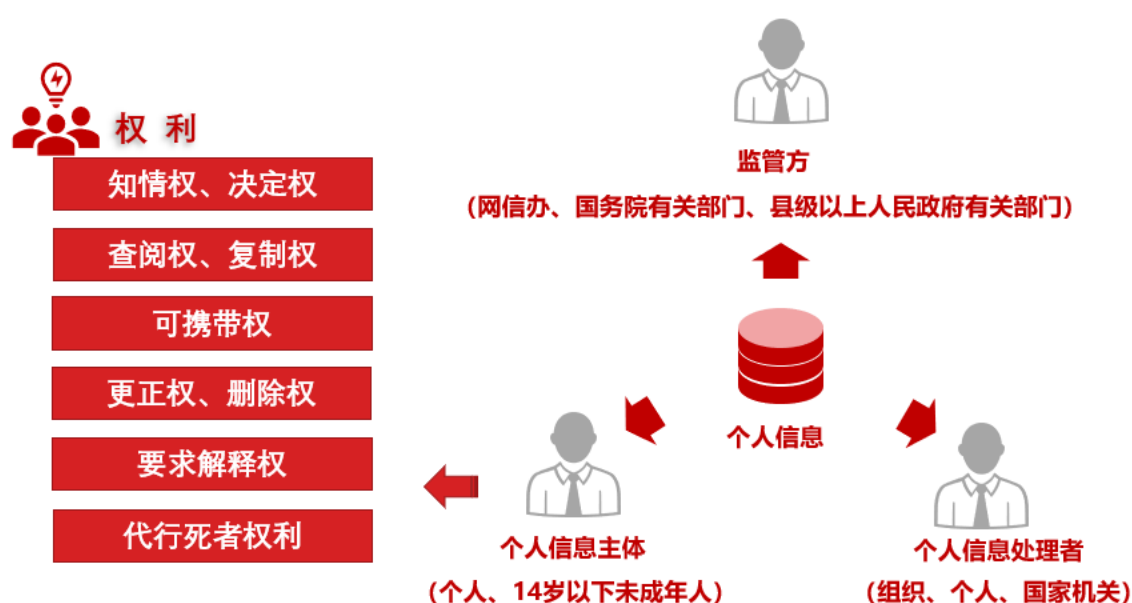 权 利
知情权、决定权
查阅权、复制权
可携带权
更正权、删除权
要求解释权
代行死者权利
监管方
（网信办、国务院有关部门、县级以上人民政府有关部门）
个人信息
个人信息主体
（个人、14岁以下未成年人）
个人信息处理者
（组织、个人、国家机关）